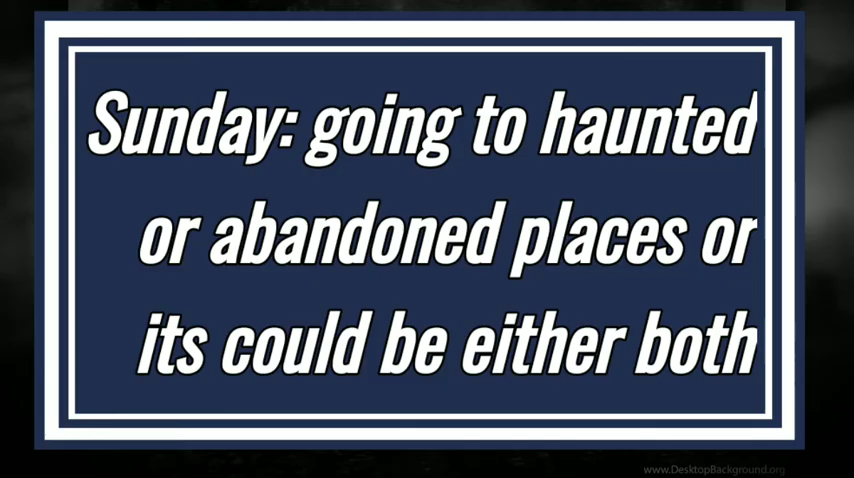 Sunday: going to haunted
or abandoned places or
its could be either both
www.DesktopBackground.org